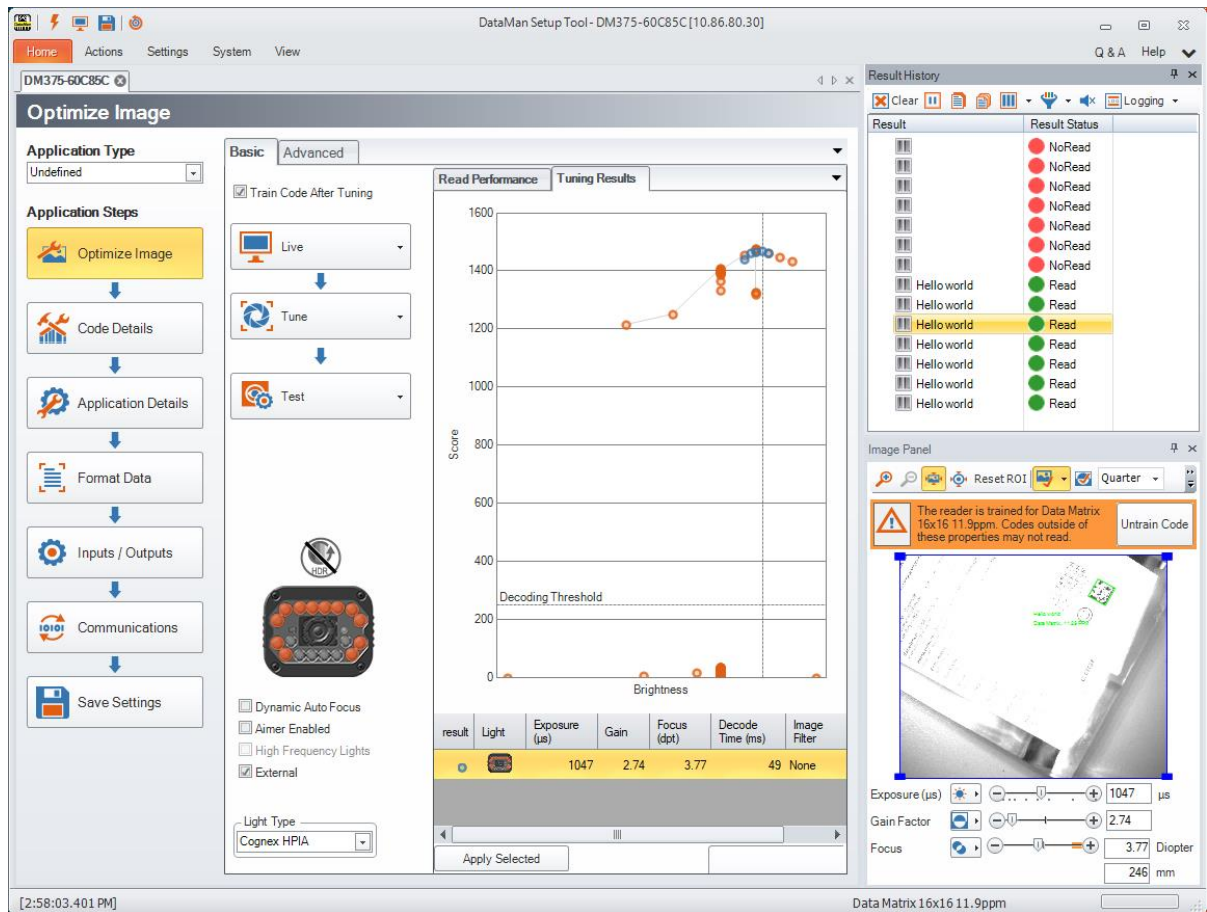 DataMan Setup Tool - DM375-60C85C [10.86.80.30]
Home Actions Settings System View
Q & A Help
DM375-60C85C
Optimize Image
Application Type
Undefined
Application Steps
Optimize Image
Code Details
Application Details
Format Data
Inputs / Outputs
Communications
Save Settings
Basic Advanced
Train Code After Tuning
Live
Tune
Test
HDR
Dynamic Auto Focus
Aimer Enabled
High Frequency Lights
External
Light Type
Cognex HPIA
Read Performance Tuning Results
1600
1400
1200
1000
800
600
400
200
0
Score
Decoding Threshold
Brightness
result Light Exposure (µs) Gain Focus (dpt) Decode Time (ms) Image Filter
1047 2.74 3.77 49 None
Apply Selected
Result History
Clear Logging
Result Result Status
NoRead
NoRead
NoRead
NoRead
NoRead
NoRead
NoRead
Hello world Read
Hello world Read
Hello world Read
Hello world Read
Hello world Read
Hello world Read
Hello world Read
Image Panel
Reset ROI Quarter
The reader is trained for Data Matrix
16x16 11.9ppm. Codes outside of
these properties may not read.
Untrain Code
Hello world
Exposure (µs) 1047 µs
Gain Factor 2.74
Focus 3.77 Diopter
246 mm
[2:58:03.401 PM]
Data Matrix 16x16 11.9ppm